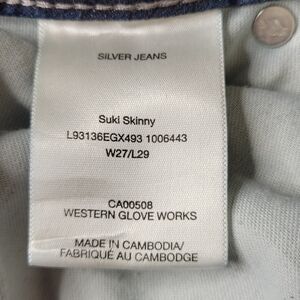 SILVER JEANS
Suki Skinny
L93136EGX493 1006443
W27/L29
CA00508
WESTERN GLOVE WORKS
MADE IN CAMBODIA/
FABRIQUÉ AU CAMBODGE